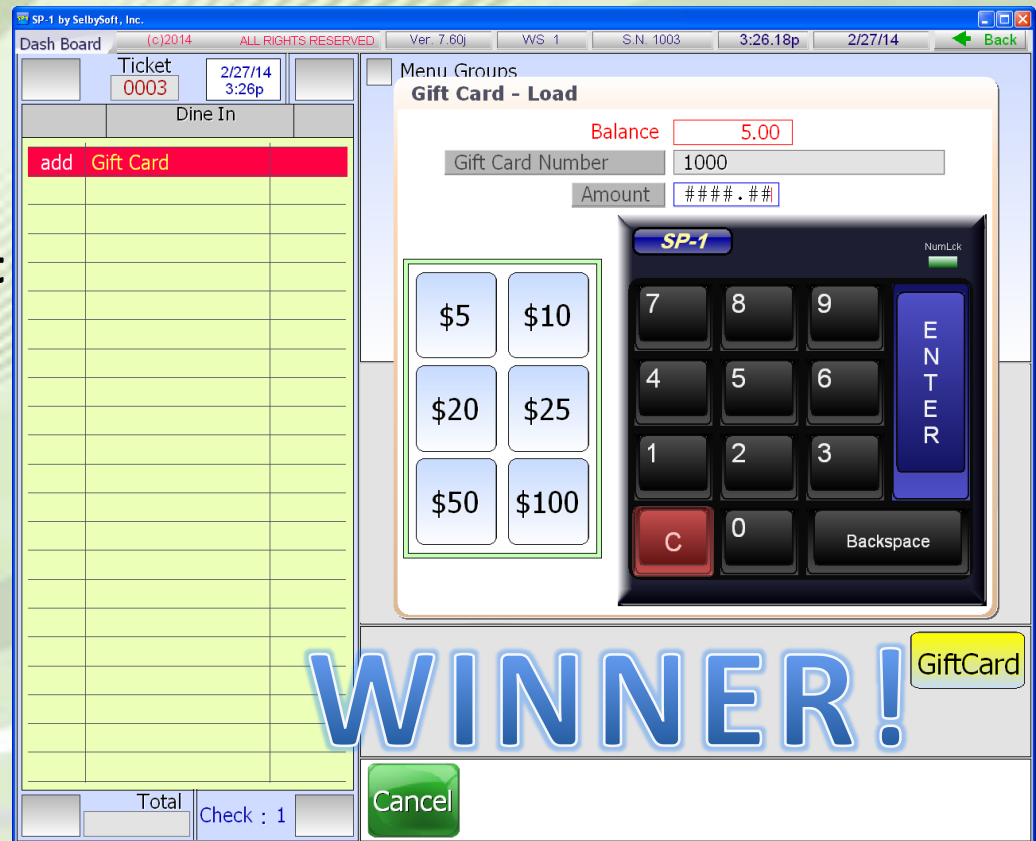 SP-1 by SelbySoft, Inc.
Dash Board (c)2014 ALL RIGHTS RESERVED Ver. 7.60j WS 1 S.N. 1003 3:26.18p 2/27/14 Back
Ticket
0003
2/27/14
3:26p
Dine In
add Gift Card
Total
Check : 1
Menu Groups
Gift Card - Load
Balance 5.00
Gift Card Number 1000
Amount ####.##
$5 $10
$20 $25
$50 $100
SP-1
NumLck
7 8 9
4 5 6
1 2 3
C 0 Backspace
ENTER
GiftCard
WINNER!
Cancel